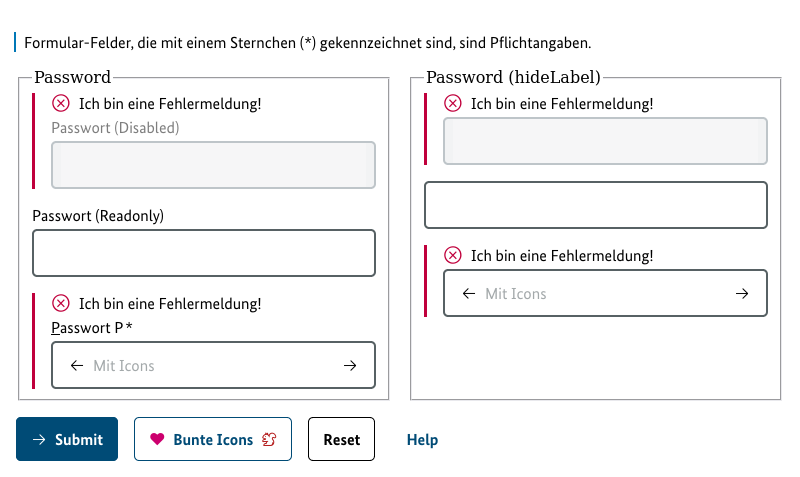 Formular-Felder, die mit einem Sternchen (*) gekennzeichnet sind, sind Pflichtangaben.
Password
Ich bin eine Fehlermeldung!
Passwort (Disabled)
Passwort (Readonly)
Ich bin eine Fehlermeldung!
Passwort P*
Mit Icons
Password (hideLabel)
Ich bin eine Fehlermeldung!
Ich bin eine Fehlermeldung!
Mit Icons
Submit
Bunte Icons
Reset
Help